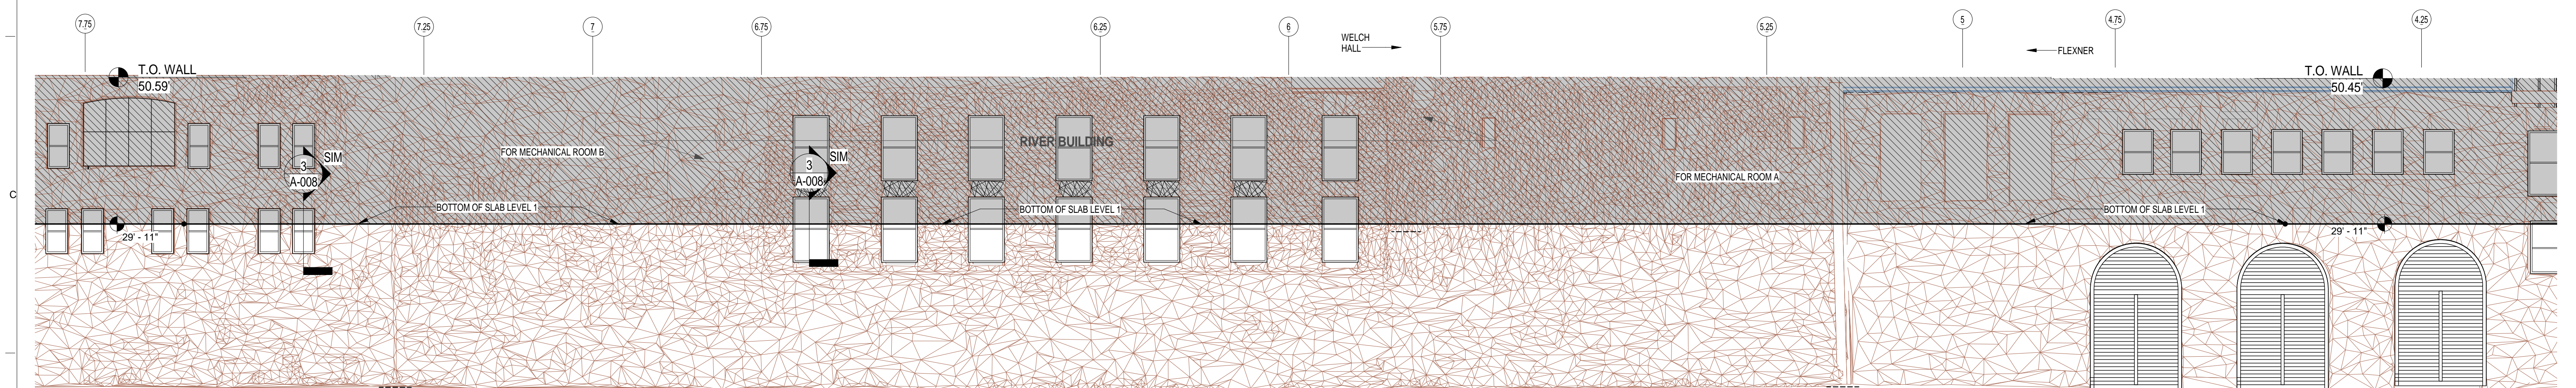 7.75
7.25
7
6.75
6.25
6
5.75
5.25
5
4.75
4.25
WELCH
HALL
FLEXNER
T.O. WALL
50.59'
T.O. WALL
50.45'
RIVER BUILDING
FOR MECHANICAL ROOM B
FOR MECHANICAL ROOM A
3
A-008
SIM
3
A-008
SIM
C
BOTTOM OF SLAB LEVEL 1
BOTTOM OF SLAB LEVEL 1
BOTTOM OF SLAB LEVEL 1
29' - 11"
29' - 11"